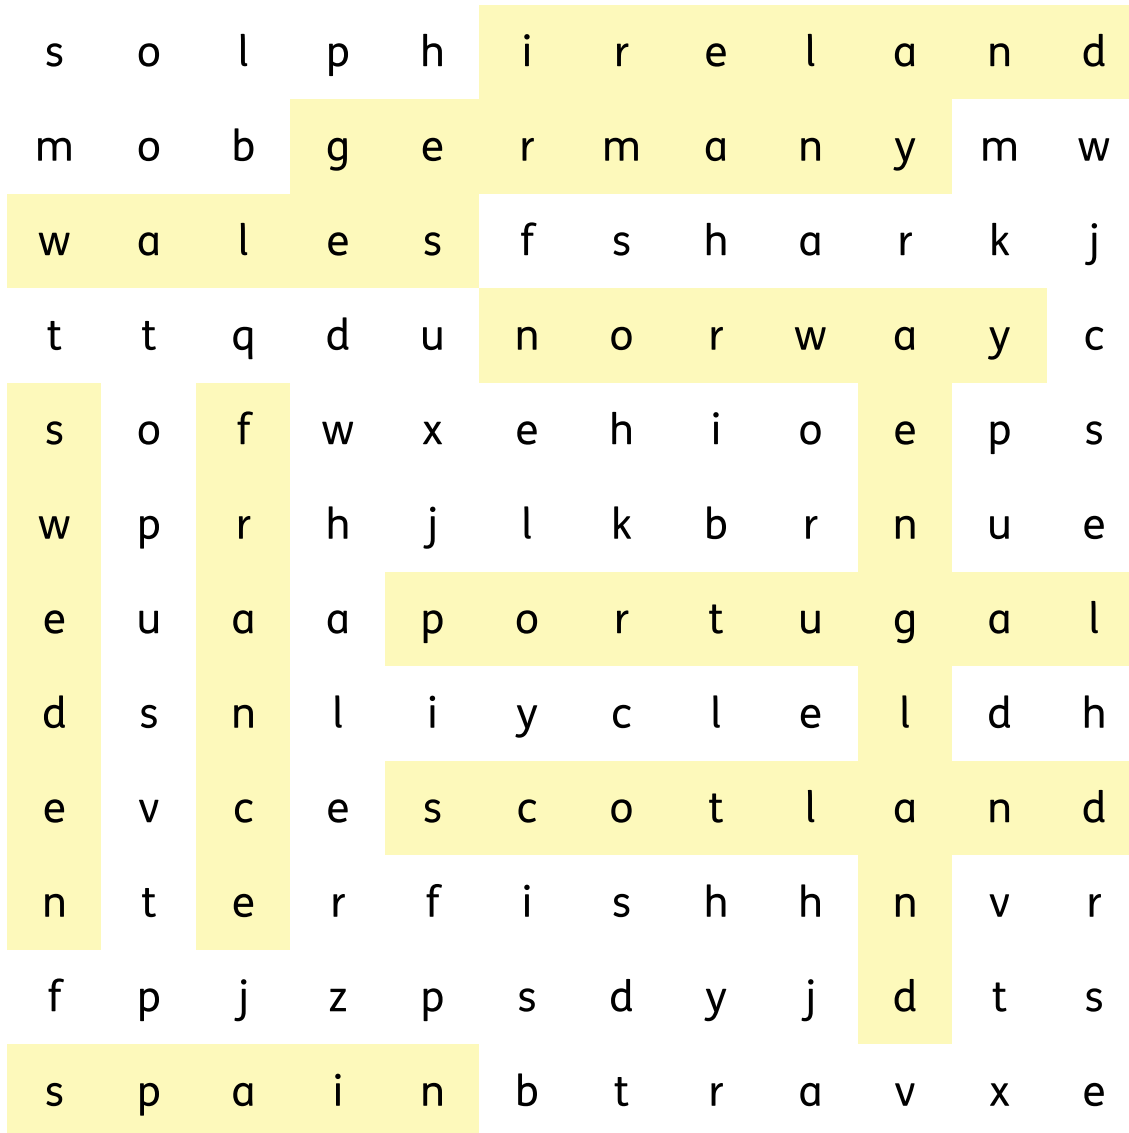 s o l p h i r e l a n d
m o b g e r m a n y m w
w a l e s f s h a r k j
t t q d u n o r w a y c
s o f w x e h i o e p s
w p r h j l k b r n u e
e u a a p o r t u g a l
d s n l i y c l e l d h
e v c e s c o t l a n d
n t e r f i s h h n v r
f p j z p s d y j d t s
s p a i n b t r a v x e